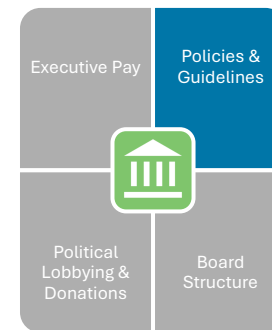 Executive Pay
Policies &
Guidelines
Political
Lobbying &
Donations
Board
Structure